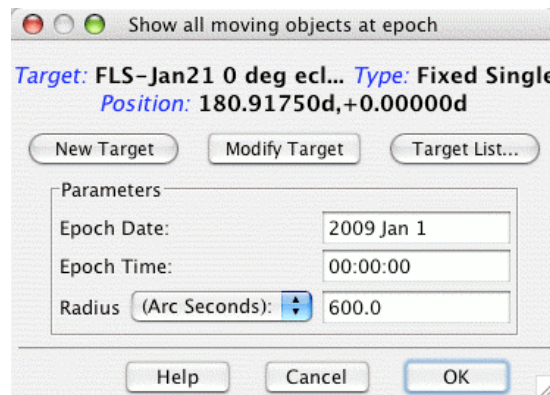 Show all moving objects at epoch
Target: FLS-Jan21 0 deg ecl... Type: Fixed Single
Position: 180.91750d,+0.00000d
New Target Modify Target Target List...
Parameters
Epoch Date: 2009 Jan 1
Epoch Time: 00:00:00
Radius (Arc Seconds): 600.0
Help Cancel OK